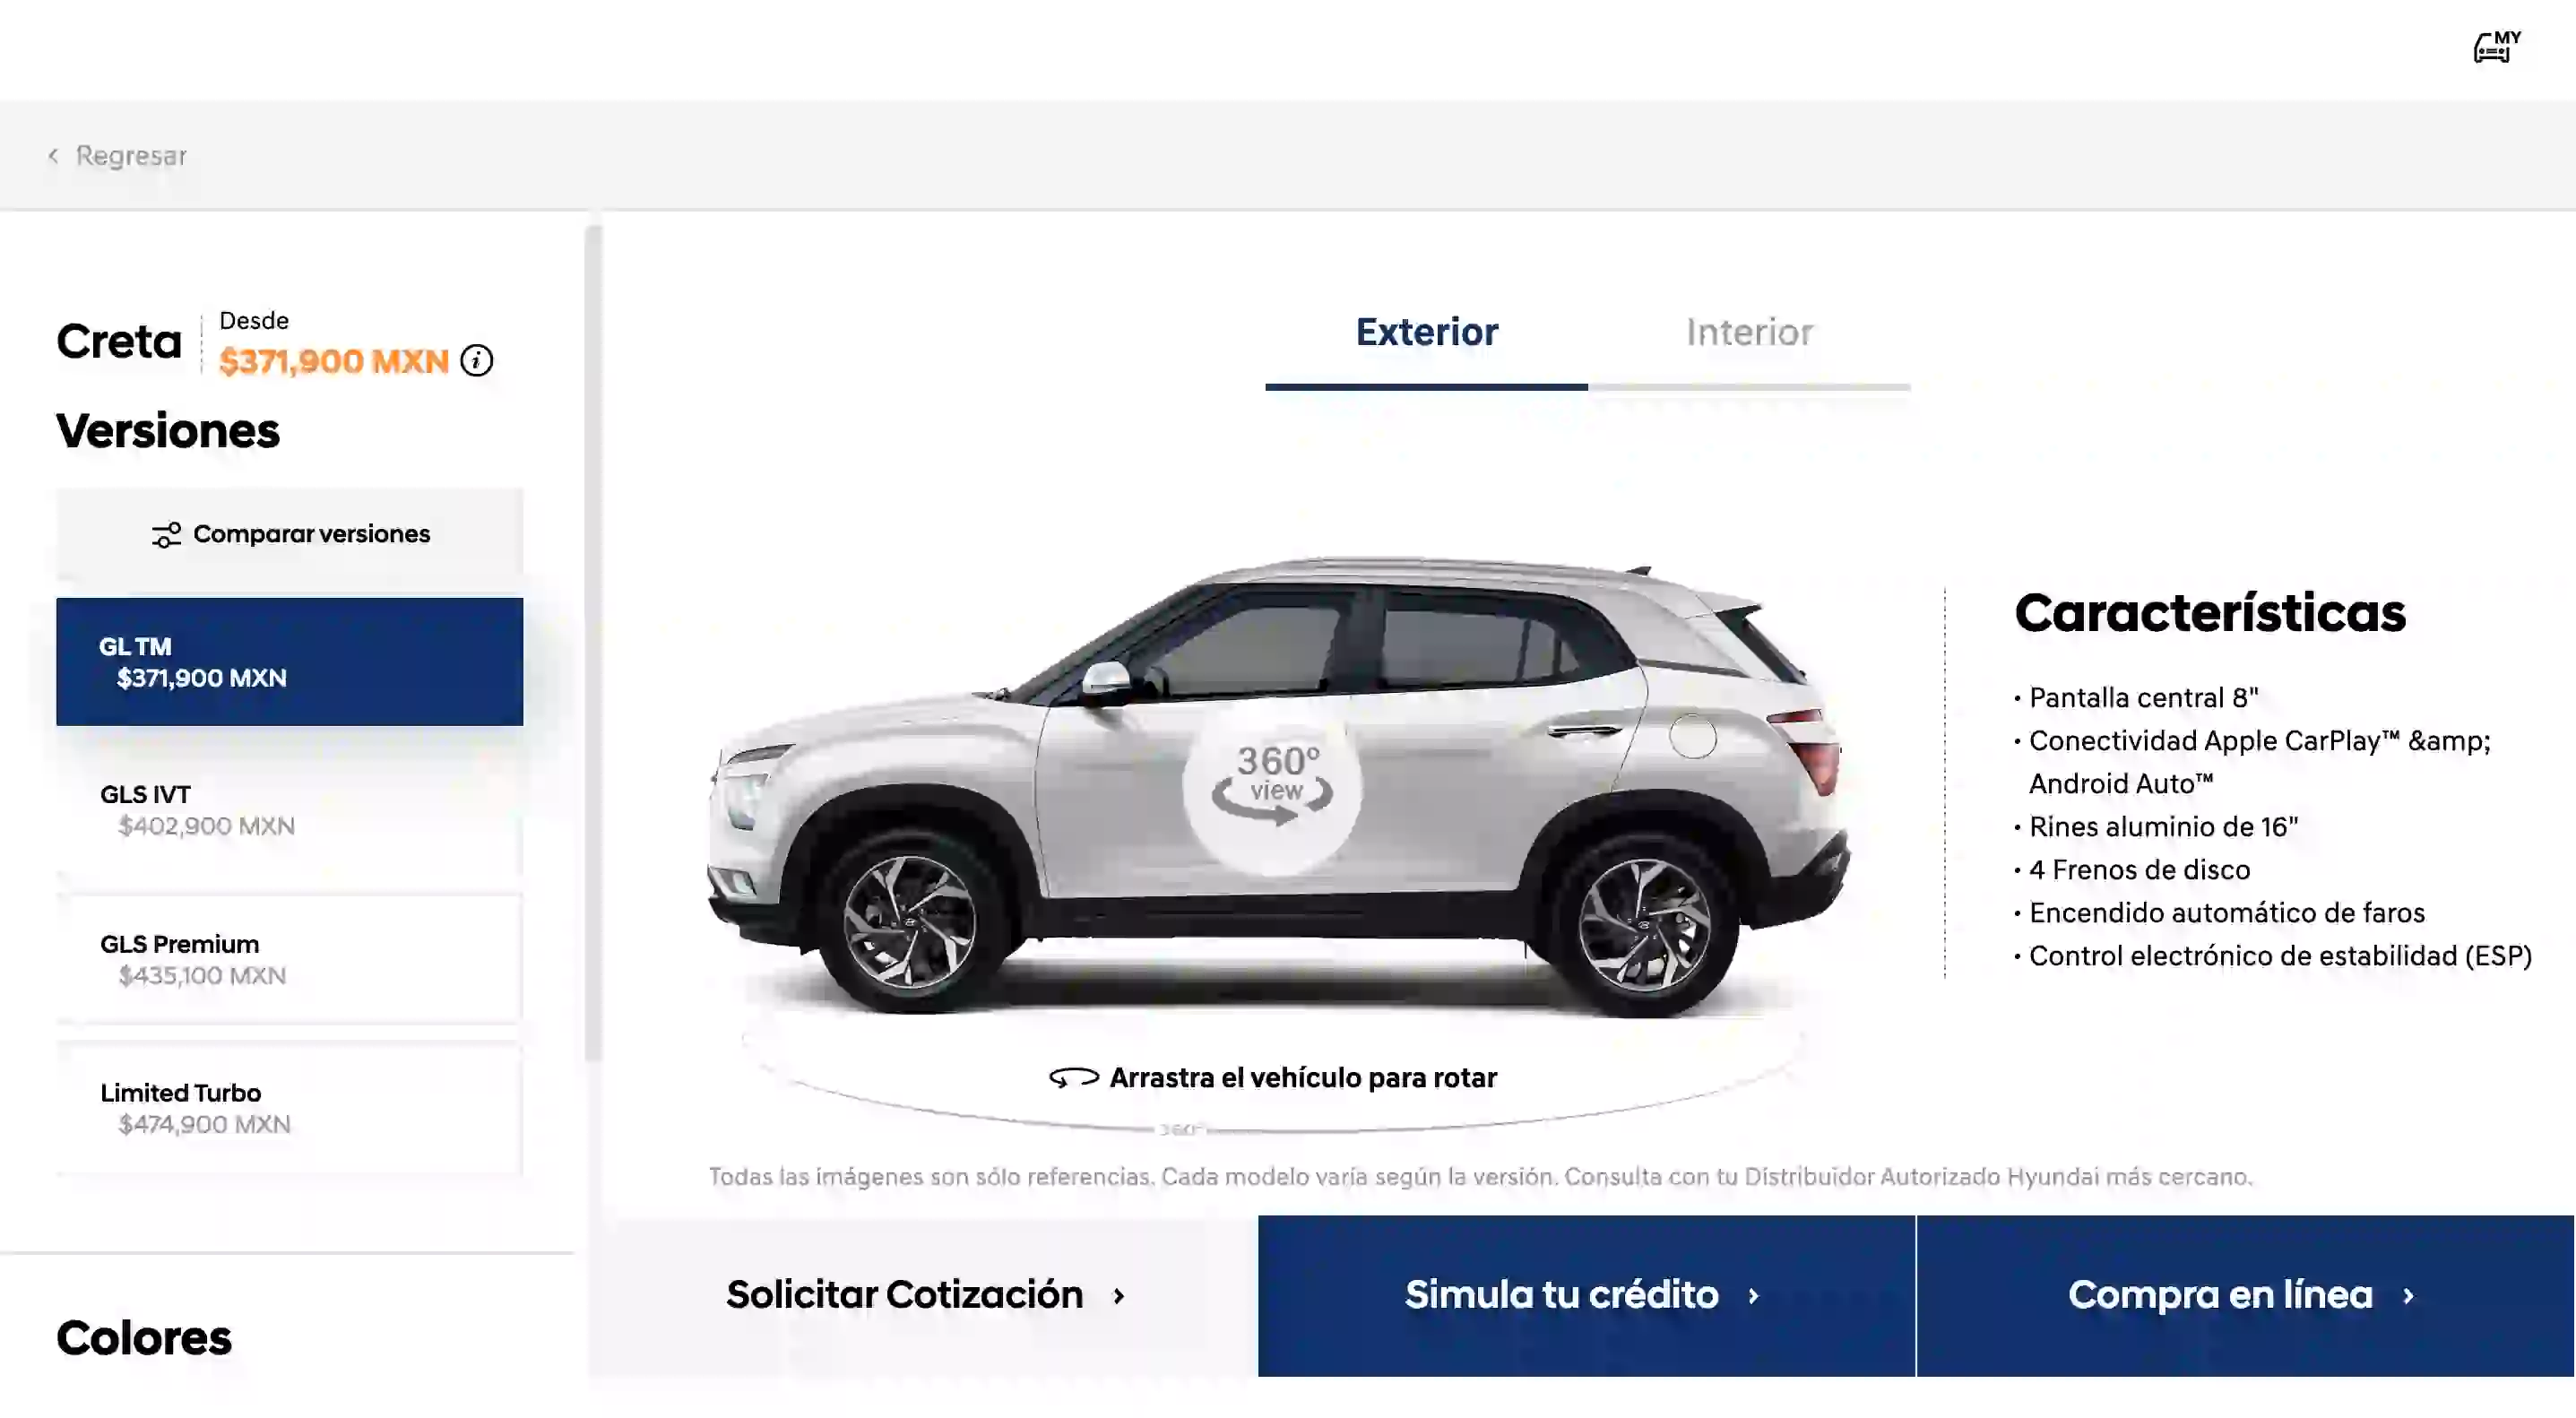 MY
Regresar
Creta
Desde
$371,900 MXN
Versiones
Comparar versiones
GL TM
$371,900 MXN
GLS IVT
$402,900 MXN
GLS Premium
$435,100 MXN
Limited Turbo
$474,900 MXN
Colores
Exterior
Interior
360º
view
Arrastra el vehículo para rotar
360°
Características
• Pantalla central 8"
• Conectividad Apple CarPlay™ &amp;
Android Auto™
• Rines aluminio de 16"
• 4 Frenos de disco
• Encendido automático de faros
• Control electrónico de estabilidad (ESP)
Todas las imágenes son sólo referencias. Cada modelo varía según la versión. Consulta con tu Distribuidor Autorizado Hyundai más cercano.
Solicitar Cotización
Simula tu crédito
Compra en línea